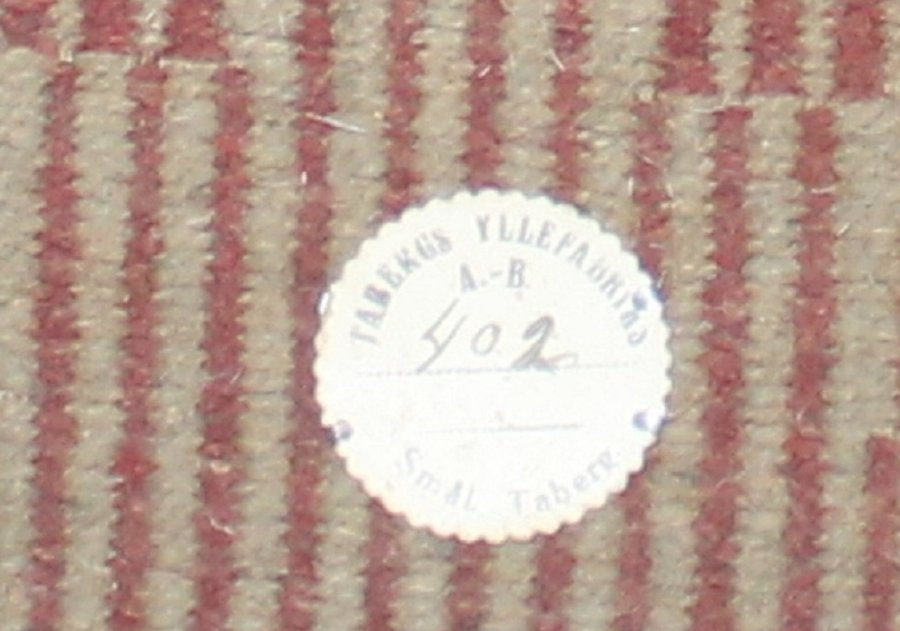 TABERGS YLLEFABRIKS
A.-B.
402
Smål. Taberg.